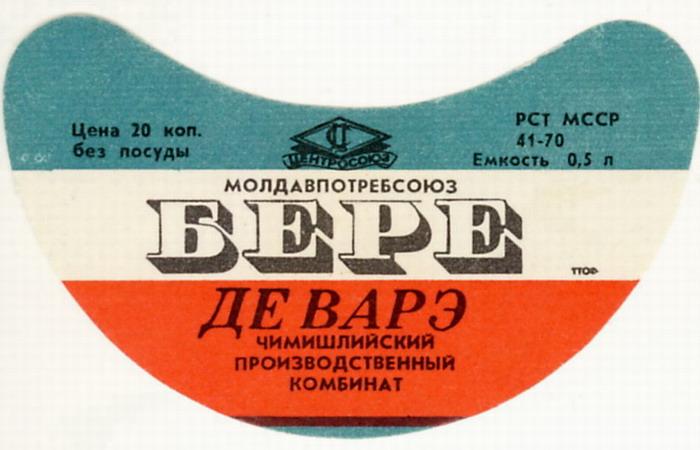 Цена 20 коп.
без посуды
ЦЕНТРОСОЮЗ
РСТ МССР
41-70
Емкость 0,5 л
МОЛДАВПОТРЕБСОЮЗ
БЕРЕ
ДЕ ВАРЭ
ЧИМИШЛИЙСКИЙ
ПРОИЗВОДСТВЕННЫЙ
КОМБИНАТ